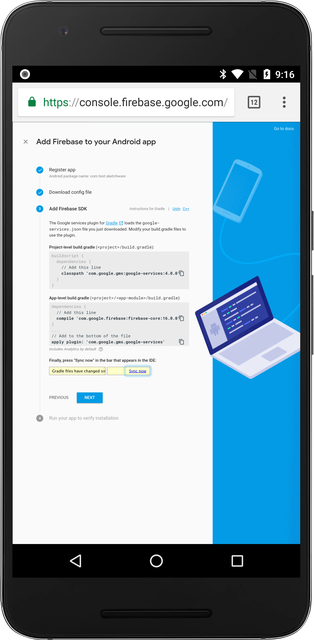 9:16
https://console.firebase.google.com/
12
Go to docs
Add Firebase to your Android app
Register app
Android package name: com.test.sketchware
Download config file
3 Add Firebase SDK
Instructions for Gradle | Unity C++
The Google services plugin for Gradle loads the google-
services.json file you just downloaded. Modify your build.gradle files to
use the plugin.
Project-level build.gradle (<project>/build.gradle):
buildscript {
dependencies {
// Add this line
classpath 'com.google.gms:google-services:4.0.0
}
}
App-level build.gradle (<project>/<app-module>/build.gradle):
dependencies {
// Add this line
compile 'com.google.firebase:firebase-core:16.0.0
}
...
// Add to the bottom of the file
apply plugin: 'com.google.gms.google-services'
Includes Analytics by default
Finally, press "Sync now" in the bar that appears in the IDE:
Gradle files have changed sir
Sync now
PREVIOUS
NEXT
4 Run your app to verify installation